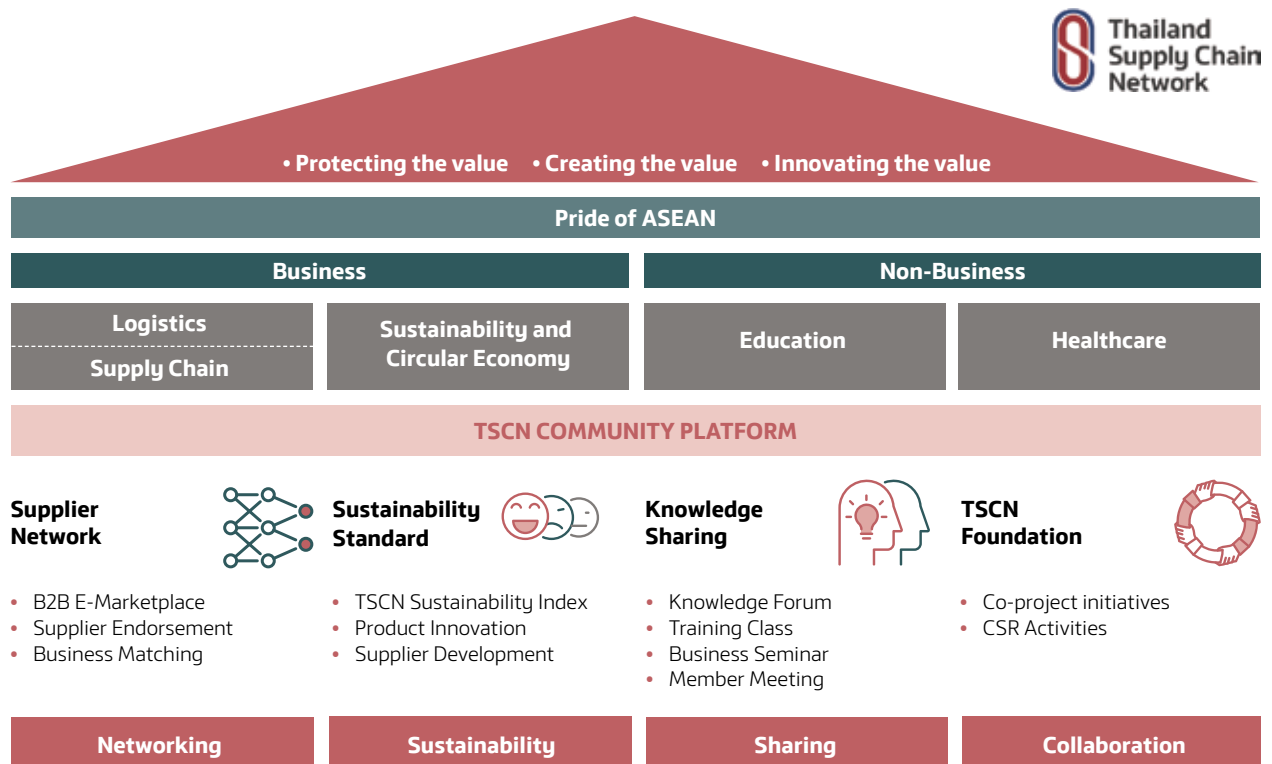 Thailand
Supply Chain
Network
• Protecting the value • Creating the value • Innovating the value
Pride of ASEAN
Business
Non-Business
Logistics
Supply Chain
Sustainability and
Circular Economy
Education
Healthcare
TSCN COMMUNITY PLATFORM
Supplier
Network
• B2B E-Marketplace
• Supplier Endorsement
• Business Matching
Sustainability
Standard
• TSCN Sustainability Index
• Product Innovation
• Supplier Development
Knowledge
Sharing
• Knowledge Forum
• Training Class
• Business Seminar
• Member Meeting
TSCN
Foundation
• Co-project initiatives
• CSR Activities
Networking
Sustainability
Sharing
Collaboration